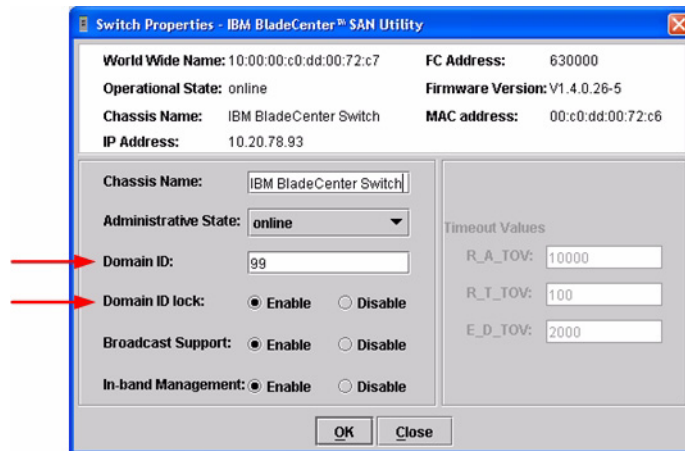 Switch Properties - IBM BladeCenter™ SAN Utility
World Wide Name: 10:00:00:c0:dd:00:72:c7 FC Address: 630000
Operational State: online Firmware Version: V1.4.0.26-5
Chassis Name: IBM BladeCenter Switch MAC address: 00:c0:dd:00:72:c6
IP Address: 10.20.78.93
Chassis Name: IBM BladeCenter Switch
Administrative State: online
Timeout Values
Domain ID: 99 R_A_TOV: 10000
Domain ID lock: Enable Disable R_T_TOV: 100
Broadcast Support: Enable Disable E_D_TOV: 2000
In-band Management: Enable Disable
OK Close